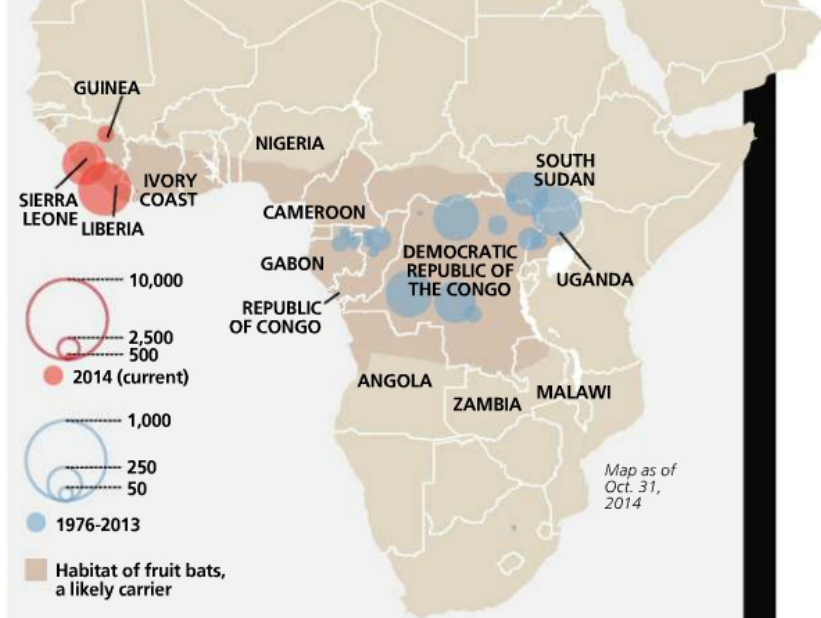 GUINEA
NIGERIA
SOUTH
SUDAN
IVORY
COAST
SIERRA
LEONE
LIBERIA
CAMEROON
DEMOCRATIC
REPUBLIC OF
THE CONGO
GABON
UGANDA
REPUBLIC
OF CONGO
10,000
2,500
500
2014 (current)
ANGOLA
ZAMBIA
MALAWI
1,000
250
50
1976-2013
Map as of
Oct. 31,
2014
Habitat of fruit bats,
a likely carrier